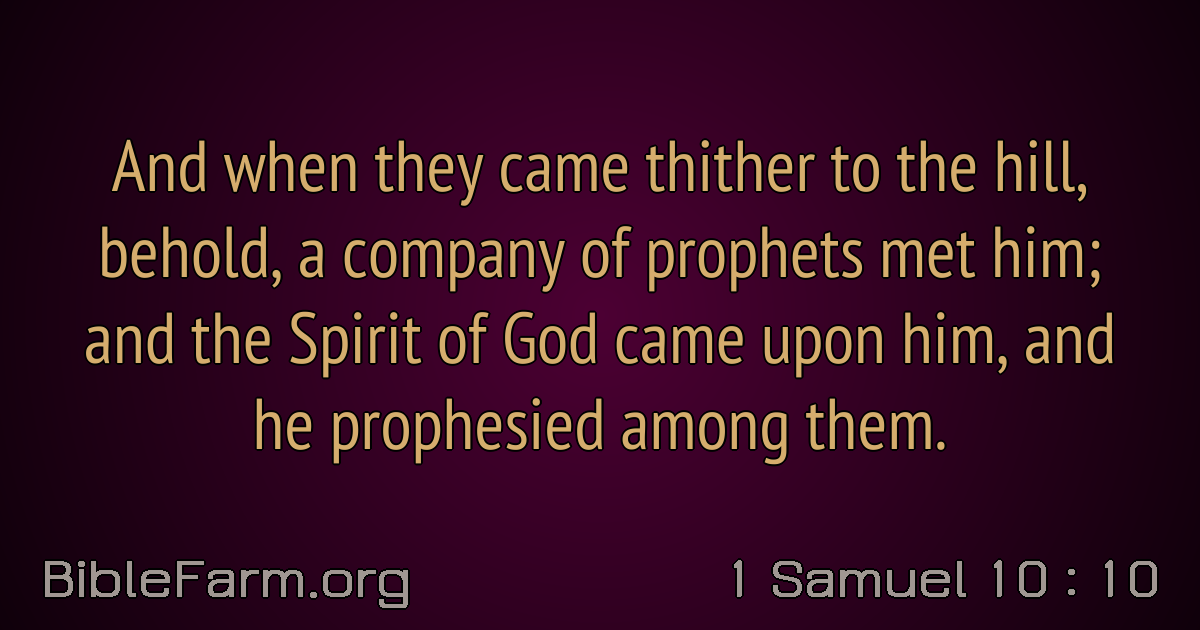 And when they came thither to the hill,
behold, a company of prophets met him;
and the Spirit of God came upon him, and
he prophesied among them.
BibleFarm.org
1 Samuel 10 : 10